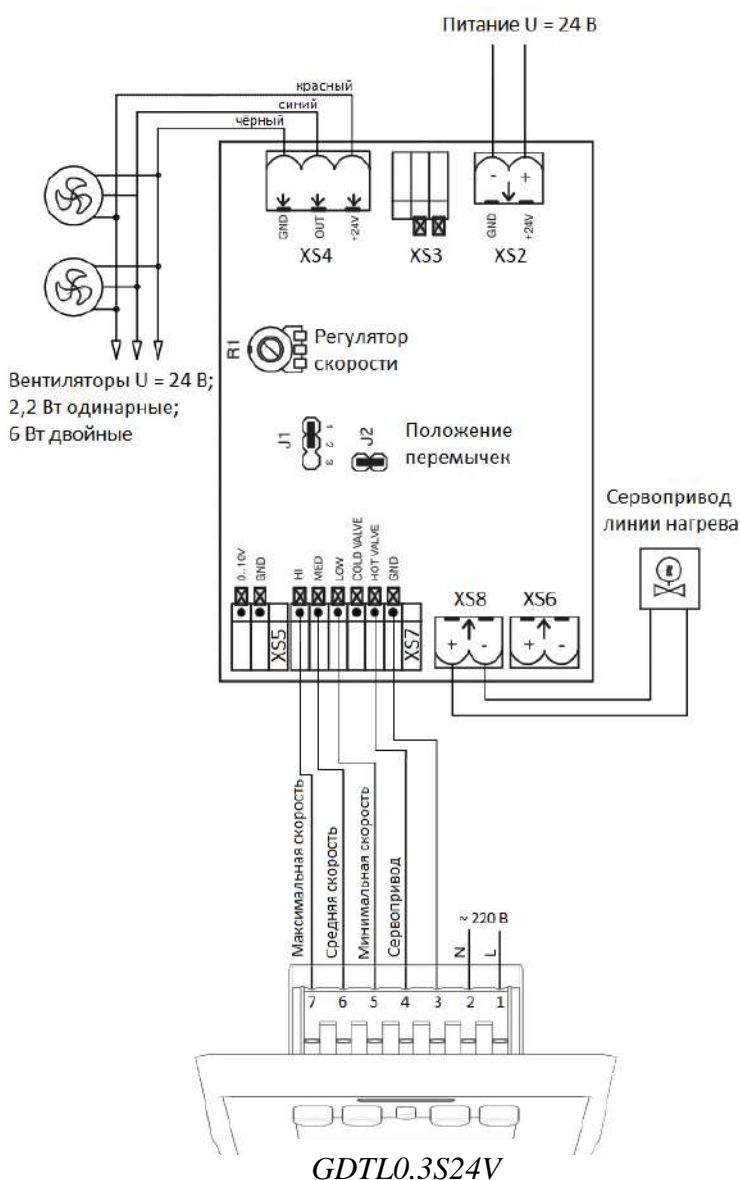 Питание U = 24 В
красный
синий
чёрный
- +
GND
OUT
+24V
GND
+24V
XS4
XS3
XS2
R1
Регулятор
скорости
Вентиляторы U = 24 В;
2,2 Вт одинарные;
6 Вт двойные
J1
1
2
3
J2
Положение
перемычек
Сервопривод
линии нагрева
0..10V
GND
HI
MED
LOW
COLD VALVE
HOT VALVE
GND
XS5
XS7
XS8
XS6
+ -
+ -
Максимальная скорость
Средняя скорость
Минимальная скорость
Сервопривод
~ 220 В
N
L
7 6 5 4 3 2 1
GDTL0.3S24V